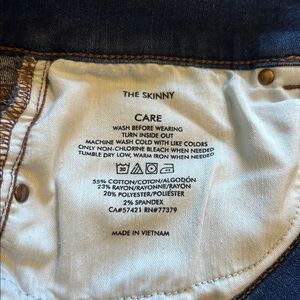 THE SKINNY
CARE
WASH BEFORE WEARING
TURN INSIDE OUT
MACHINE WASH COLD WITH LIKE COLORS
ONLY NON-CHLORINE BLEACH WHEN NEEDED
TUMBLE DRY LOW, WARM IRON WHEN NEEDED
30
55% COTTON/COTON/ALGODÓN
23% RAYON/RAYONNE/RAYÓN
20% POLYESTER/POLIÉSTER
2% SPANDEX
CA#57421 RN#77379
MADE IN VIETNAM